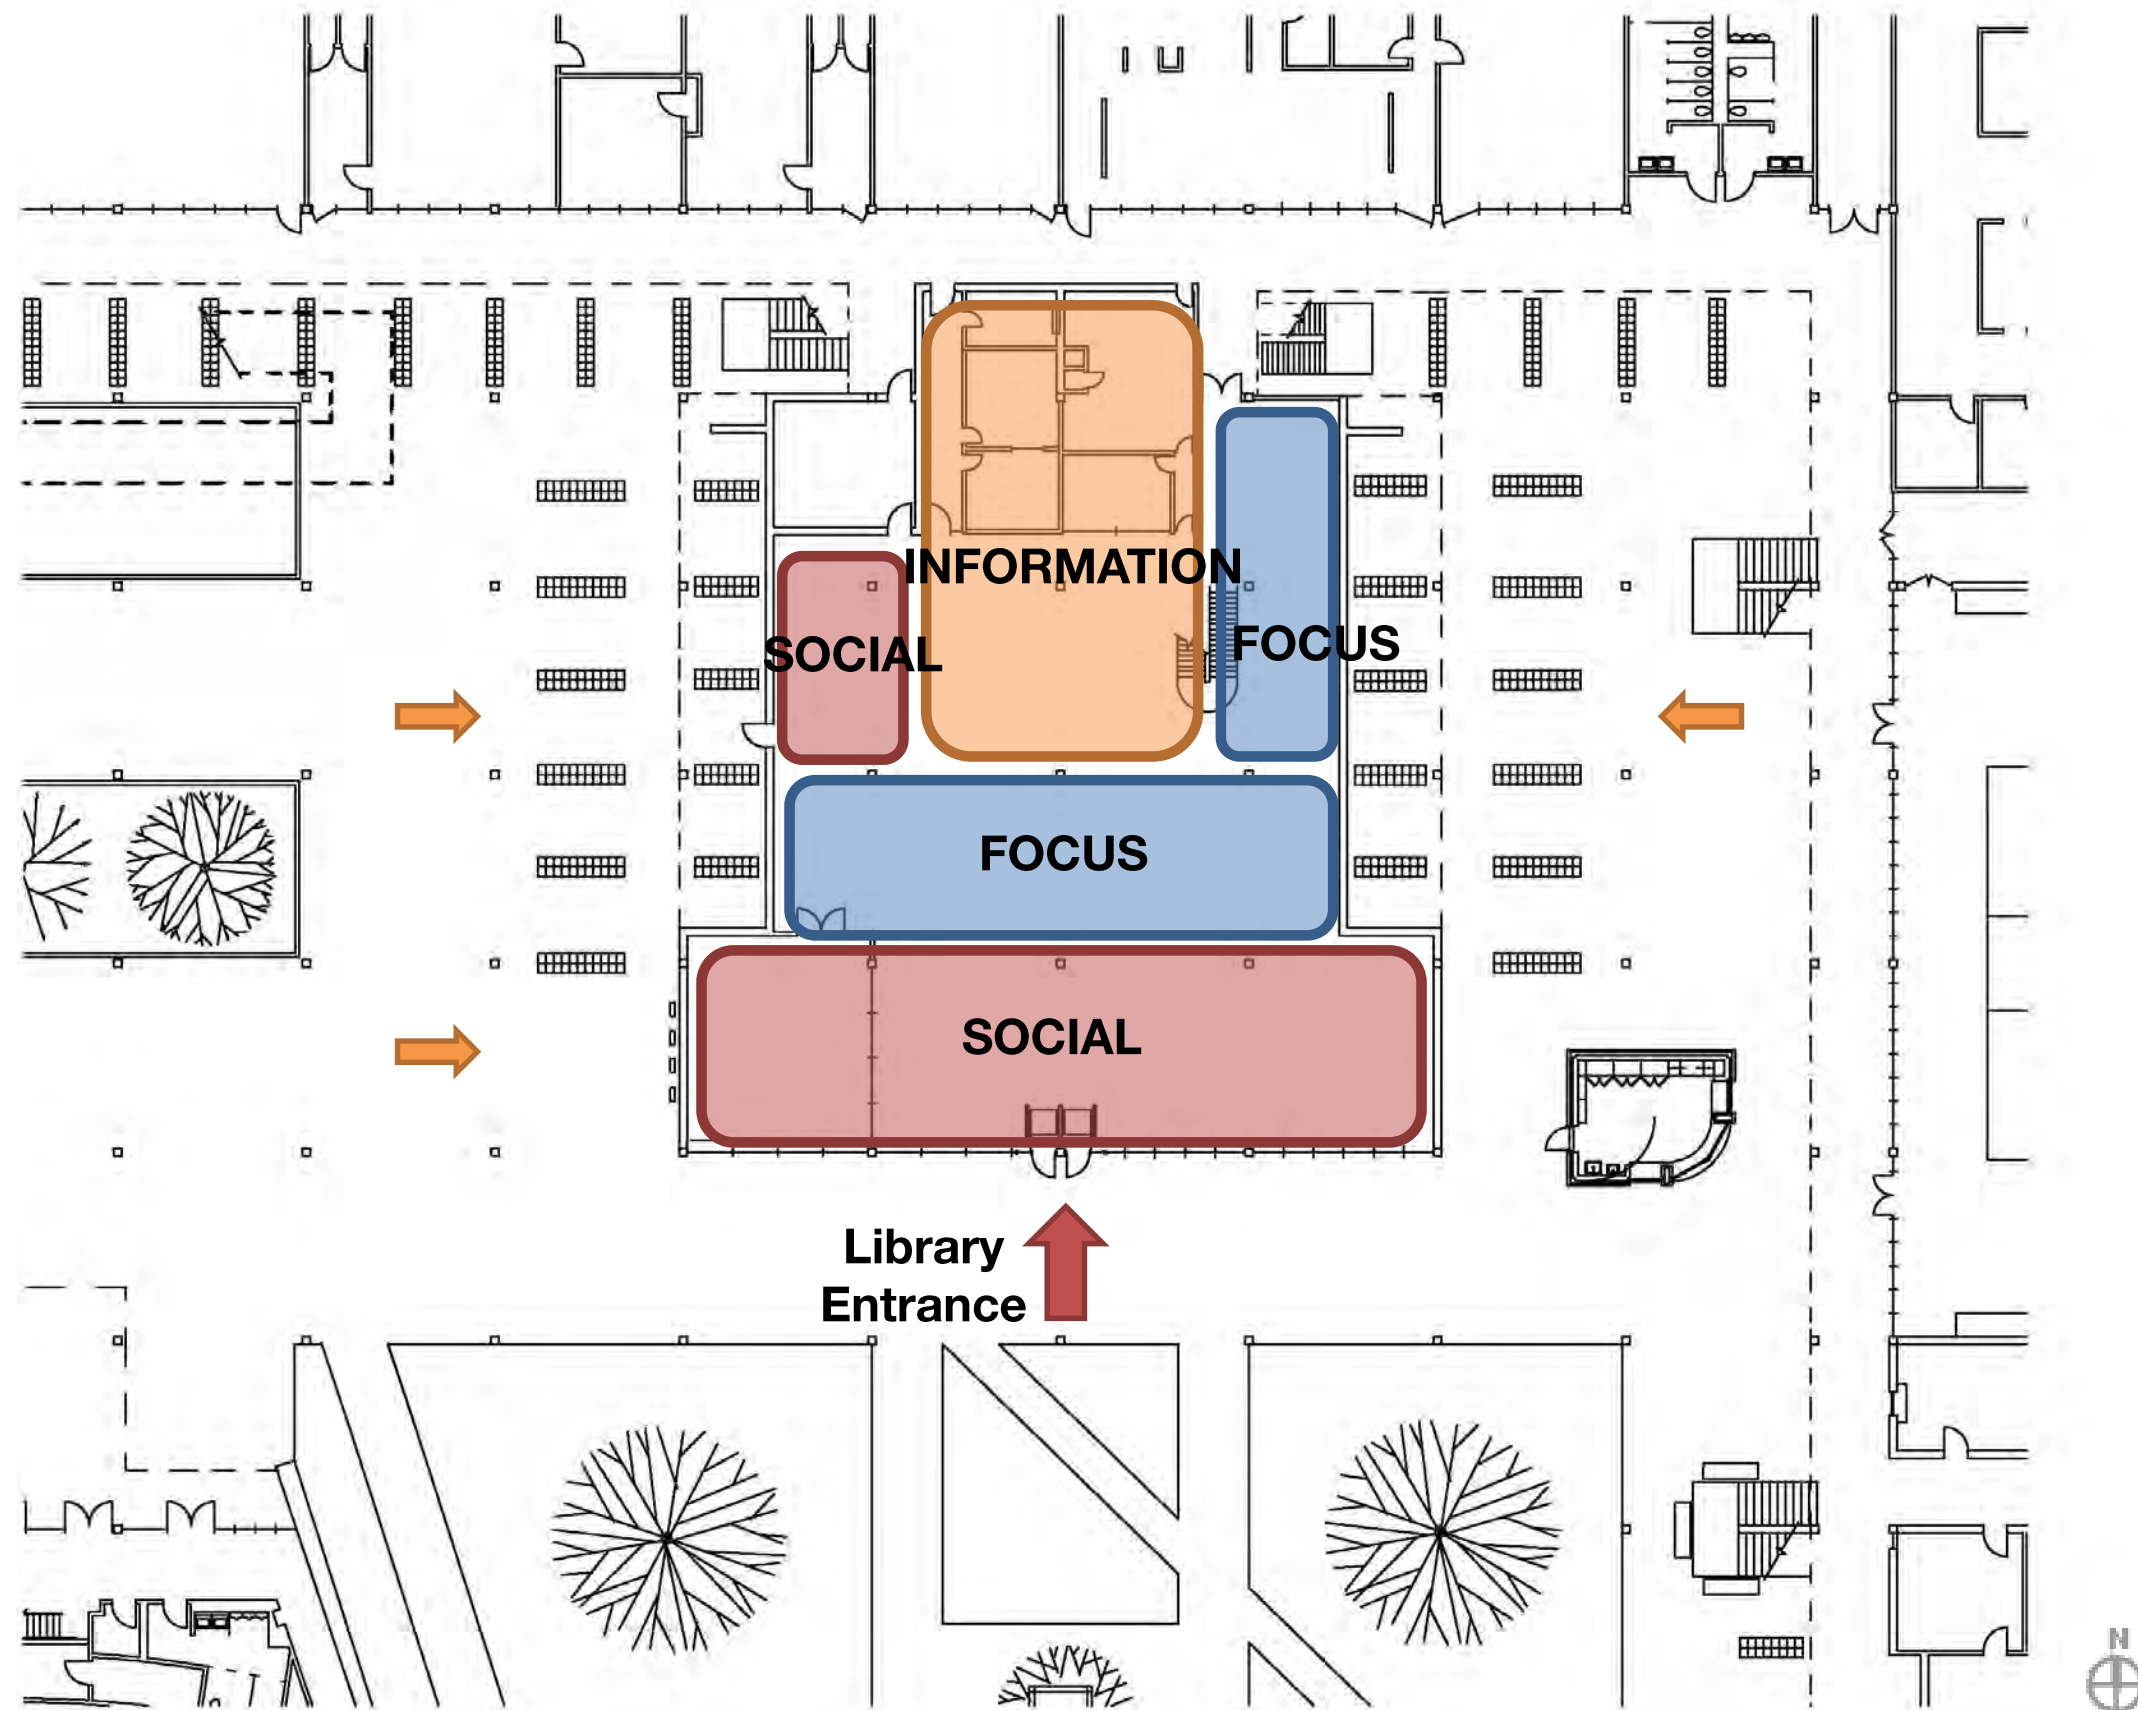 INFORMATION
SOCIAL
FOCUS
FOCUS
SOCIAL
Library
Entrance
N